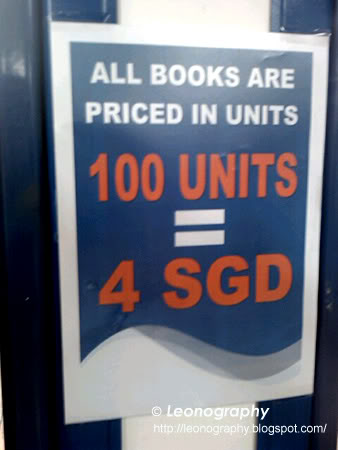 ALL BOOKS ARE
PRICED IN UNITS
100 UNITS
=
4 SGD
© Leonography
http://leonography.blogspot.com/